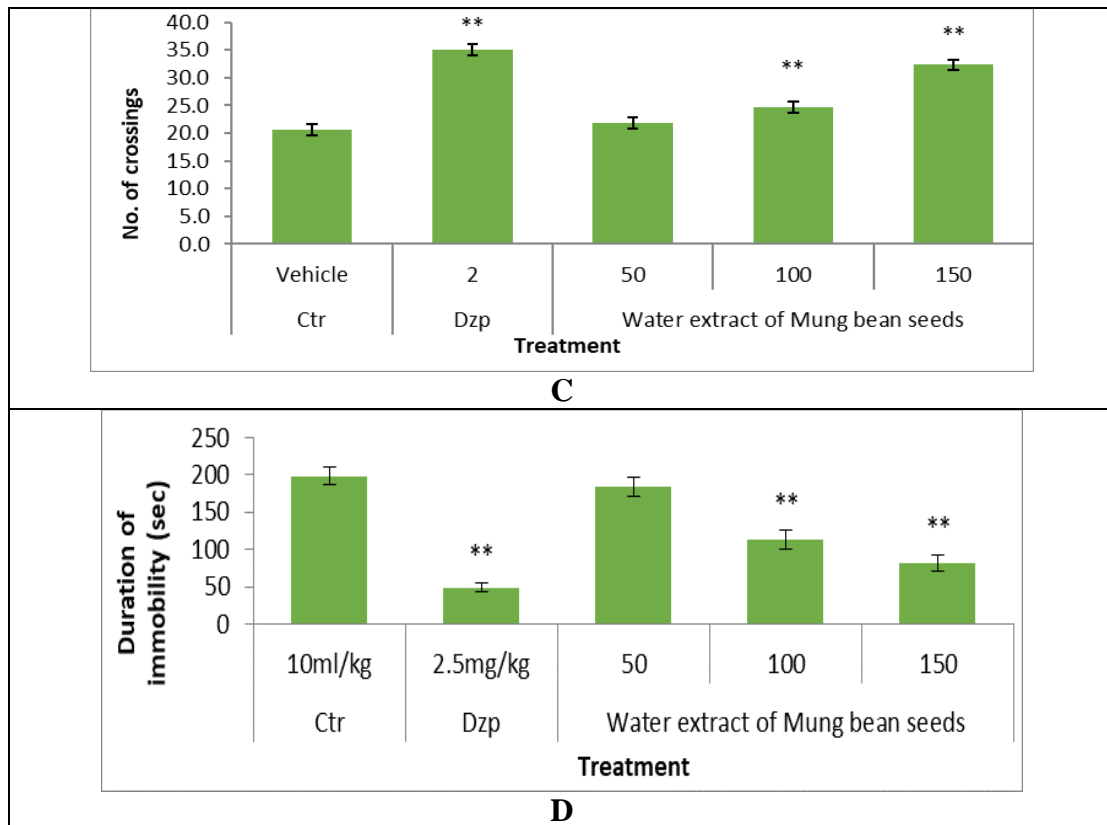 No. of crossings
40.0
35.0
30.0
25.0
20.0
15.0
10.0
5.0
0.0
** ** **
Vehicle 2 50 100 150
Ctr Dzp Water extract of Mung bean seeds
Treatment
C
Duration of
immobility (sec)
250
200
150
100
50
0
** ** **
10ml/kg 2.5mg/kg 50 100 150
Ctr Dzp Water extract of Mung bean seeds
Treatment
D